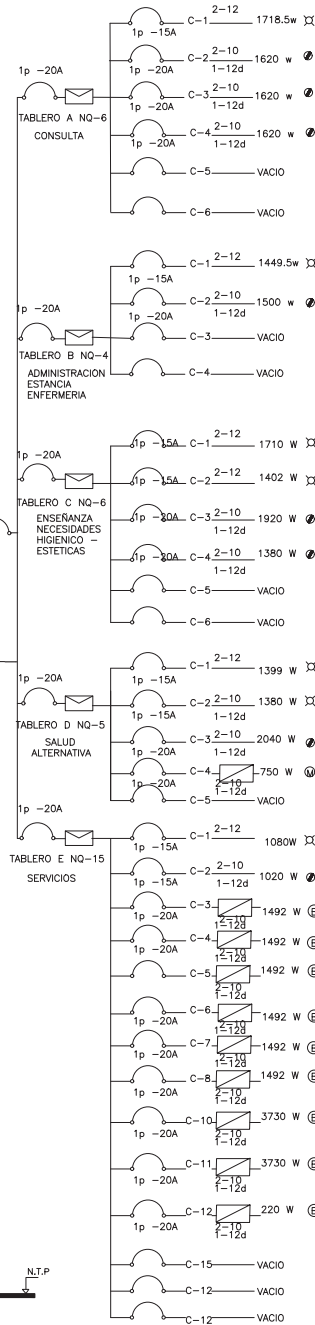 2-12
C-1 1718.5w
1p -15A
2-10
C-2 1620 w
1p -20A 1-12d
1p -20A
2-10
C-3 1620 w
1p -20A 1-12d
TABLERO A NQ-6
CONSULTA
2-10
C-4 1620 w
1p -20A 1-12d
C-5 VACIO
C-6 VACIO
2-12
C-1 1449.5w
1p -15A
2-10
C-2 1500 w
1p -20A 1-12d
1p -20A
C-3 VACIO
TABLERO B NQ-4
ADMINISTRACION
ESTANCIA
ENFERMERIA
C-4 VACIO
2-12
1p -15A C-1 1710 W
1p -20A
2-12
1p -15A C-2 1402 W
TABLERO C NQ-6
ENSEÑANZA
NECESIDADES
HIGIENICO -
ESTETICAS
2-10
1p -20A C-3 1920 W
1-12d
2-10
1p -20A C-4 1380 W
1-12d
C-5 VACIO
C-6 VACIO
2-12
C-1 1399 W
1p -15A
1p -20A
2-10
C-2 1380 W
1p -15A 1-12d
TABLERO D NQ-5
SALUD
ALTERNATIVA
2-10
C-3 2040 W
1p -20A 1-12d
C-4 750 W M
1p -20A 2-10
1-12d
C-5 VACIO
1p -20A
2-12
C-1 1080W
1p -15A
TABLERO E NQ-15
SERVICIOS
2-10
C-2 1020 W
1p -15A 1-12d
C-3 1492 W B
1p -20A 2-10
1-12d
C-4 1492 W B
1p -20A 2-10
1-12d
C-5 1492 W B
2-10
1-12d
1p -20A
C-6 1492 W B
1p -20A 2-10
1-12d
C-7 1492 W B
1p -20A 2-10
1-12d
C-8 1492 W B
1p -20A 2-10
1-12d
C-10 3730 W B
1p -20A 2-10
1-12d
C-11 3730 W B
1p -20A 2-10
1-12d
C-12 220 W B
1p -20A 2-10
1-12d
C-15 VACIO
C-12 VACIO
C-12 VACIO
N.T.P